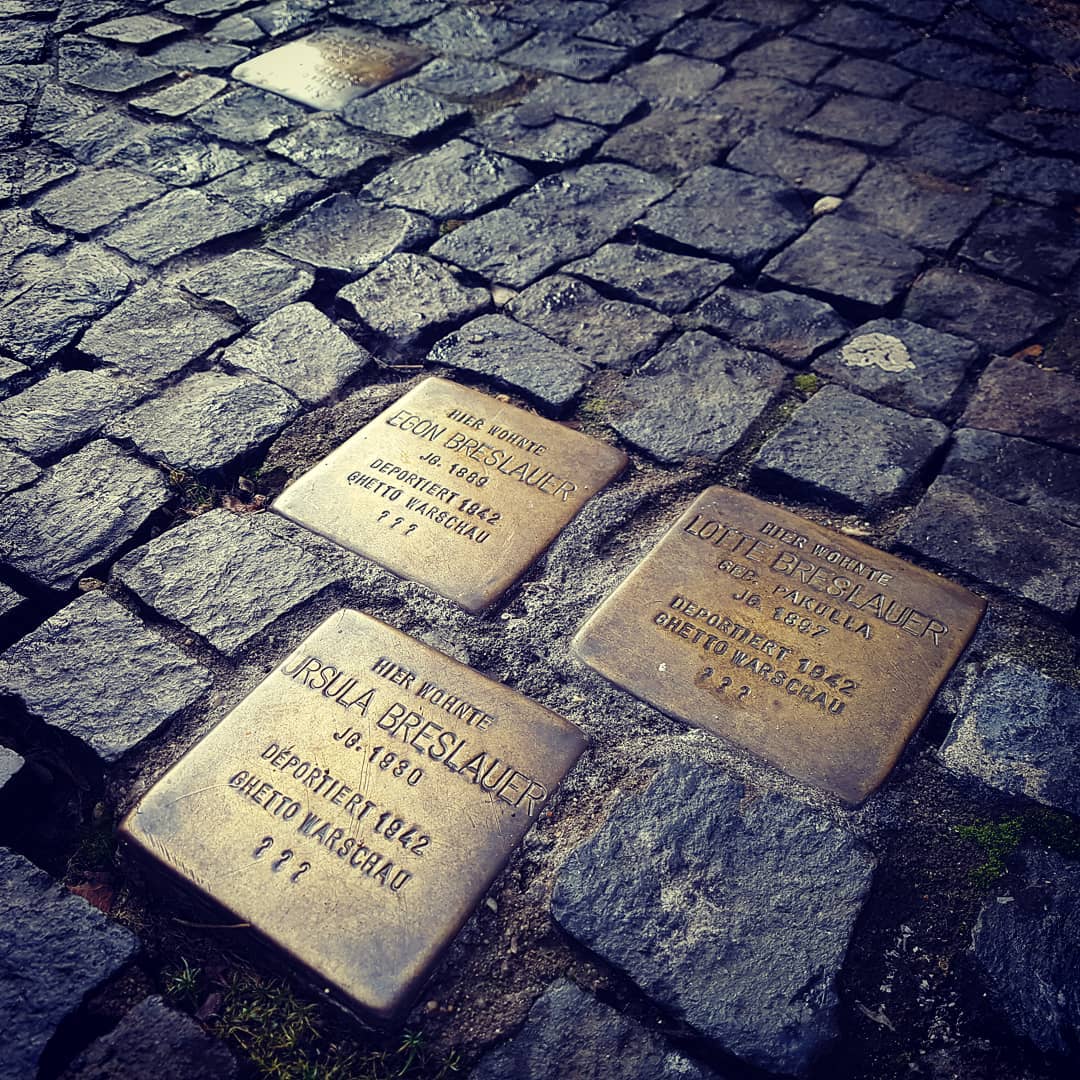 HIER WOHNTE
EGON BRESLAUER
JG. 1889
DEPORTIERT 1942
GHETTO WARSCHAU
? ? ?
HIER WOHNTE
LOTTE BRESLAUER
GEB. PAKULLA
JG. 1897
DEPORTIERT 1942
GHETTO WARSCHAU
? ? ?
HIER WOHNTE
URSULA BRESLAUER
JG. 1930
DEPORTIERT 1942
GHETTO WARSCHAU
? ? ?